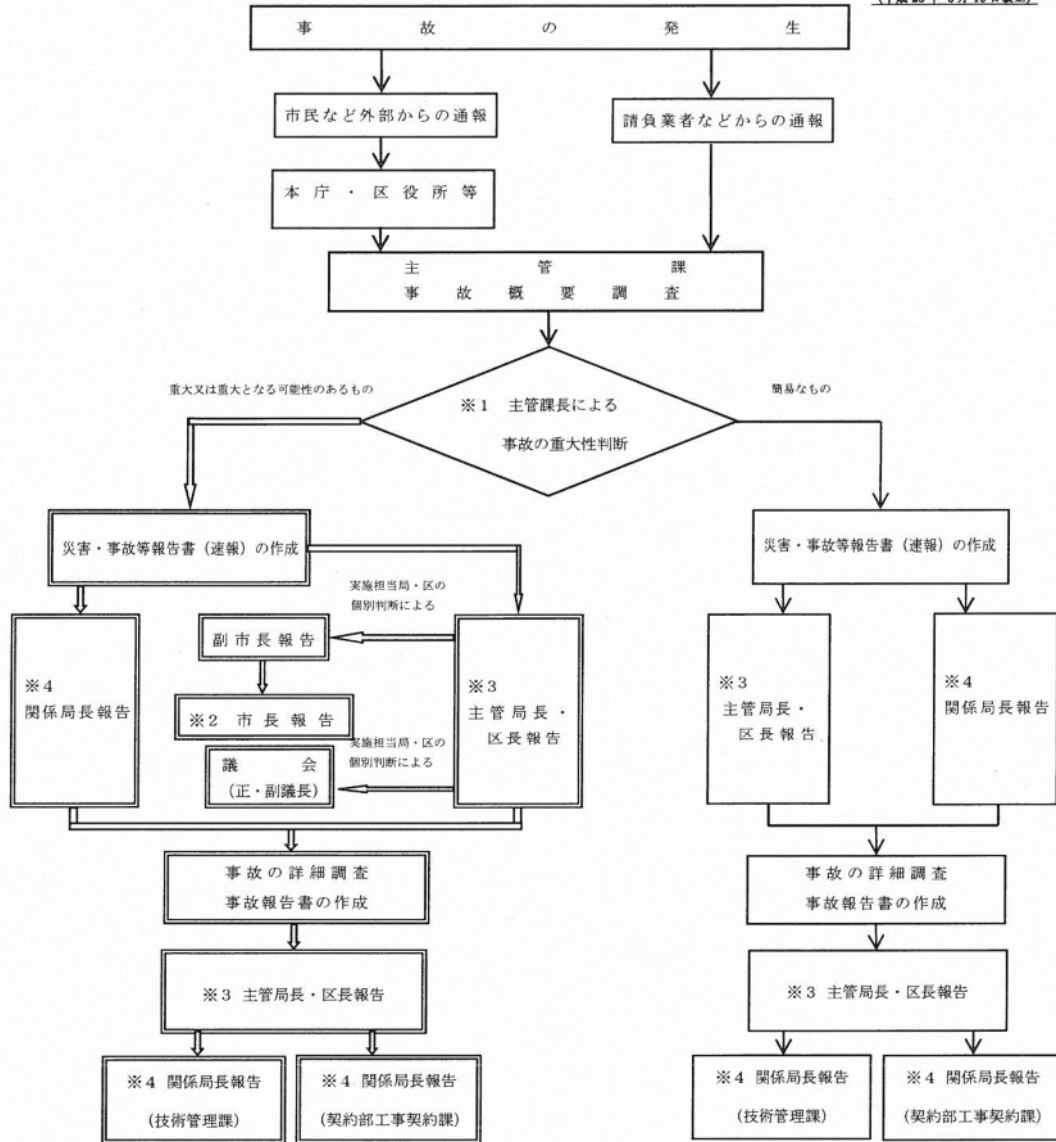 事故の発生
市民など外部からの通報
請負業者などからの通報
本庁・区役所等
主管課
事故概要調査
重大又は重大となる可能性のあるもの
簡易なもの
※1 主管課長による
事故の重大性判断
災害・事故等報告書(速報)の作成
実施担当局・区の
個別判断による
副市長報告
※2 市長報告
実施担当局・区の
個別判断による
議会
(正・副議長)
※4
関係局長報告
※3
主管局長・
区長報告
事故の詳細調査
事故報告書の作成
※3 主管局長・区長報告
※4 関係局長報告
(技術管理課)
※4 関係局長報告
(契約部工事契約課)
災害・事故等報告書(速報)の作成
※3
主管局長・
区長報告
※4
関係局長報告
事故の詳細調査
事故報告書の作成
※3 主管局長・区長報告
※4 関係局長報告
(技術管理課)
※4 関係局長報告
(契約部工事契約課)